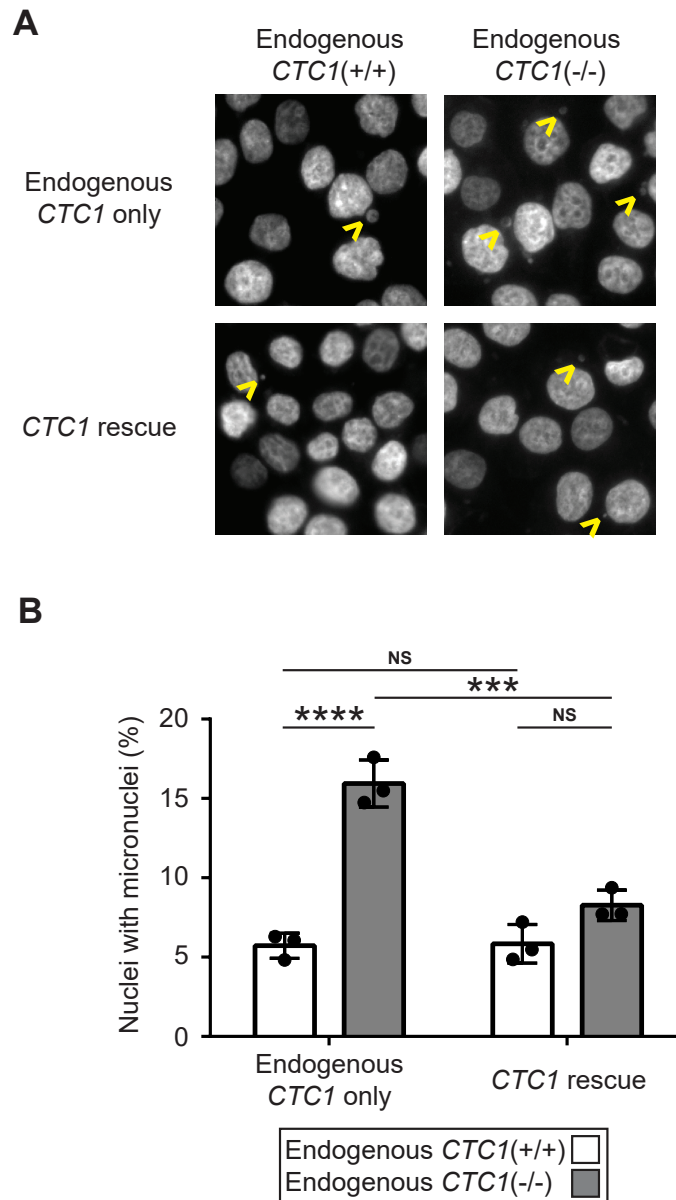 A
Endogenous
CTC1(+/+)
Endogenous
CTC1(-/-)
Endogenous
CTC1 only
CTC1 rescue
B
NS
***
****
NS
Nuclei with micronuclei (%)
20
15
10
5
0
Endogenous
CTC1 only
CTC1 rescue
Endogenous CTC1(+/+)
Endogenous CTC1(-/-)